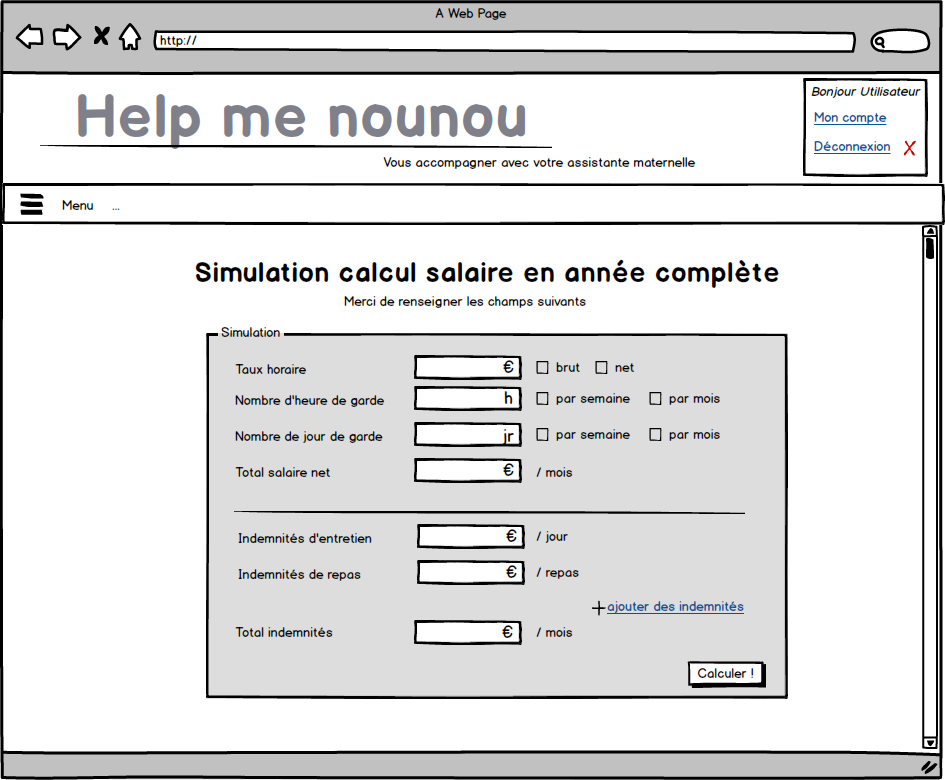 A Web Page
http://
Help me nounou
Vous accompagner avec votre assistante maternelle
Bonjour Utilisateur
Mon compte
Déconnexion X
Menu ...
Simulation calcul salaire en année complète
Merci de renseigner les champs suivants
Simulation
Taux horaire € brut net
Nombre d'heure de garde h par semaine par mois
Nombre de jour de garde jr par semaine par mois
Total salaire net € / mois
Indemnités d'entretien € / jour
Indemnités de repas € / repas
+ajouter des indemnités
Total indemnités € / mois
Calculer !